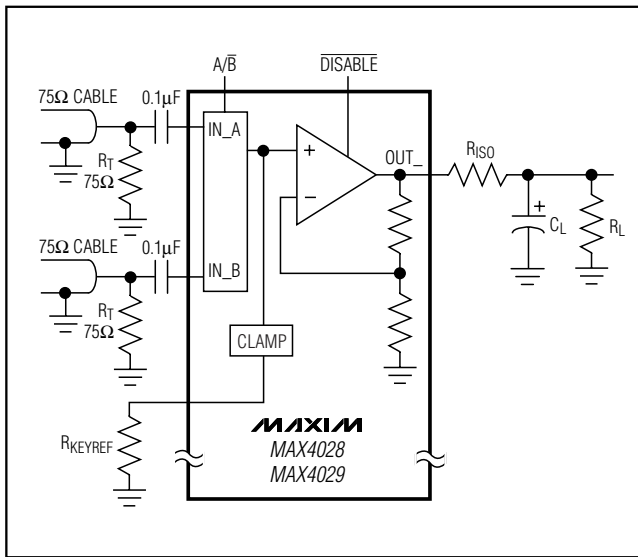 A/B̅
D̅I̅S̅A̅B̅L̅E̅
75Ω CABLE
0.1µF
IN_A
RT
75Ω
+
−
OUT_
RISO
+
CL
RL
75Ω CABLE
0.1µF
IN_B
RT
75Ω
CLAMP
RKEYREF
MAXIM
MAX4028
MAX4029